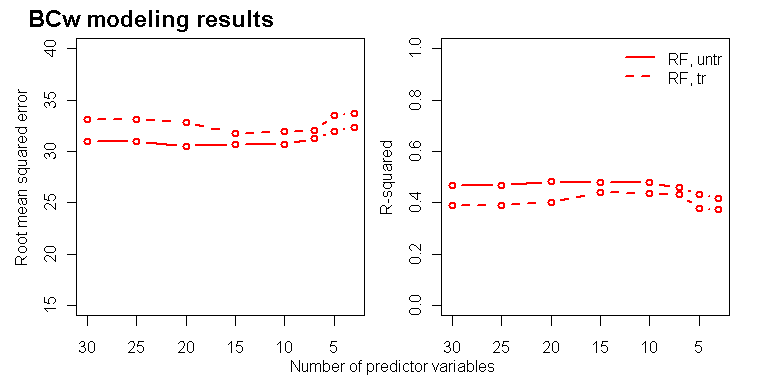 BCw modeling results
Root mean squared error
40
35
30
25
20
15
30 25 20 15 10 5
R-squared
1.0
0.8
0.6
0.4
0.2
0.0
RF, untr
RF, tr
30 25 20 15 10 5
Number of predictor variables